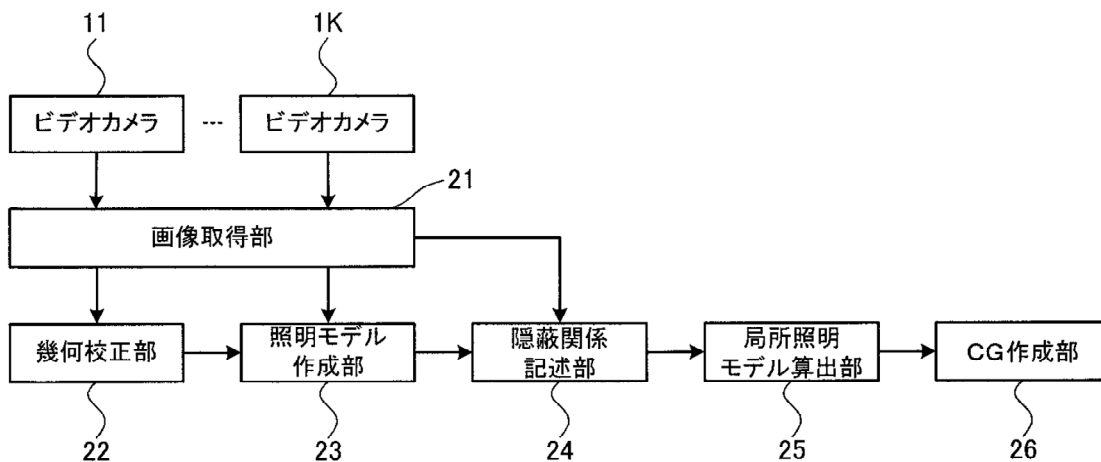 11
1K
ビデオカメラ
...
ビデオカメラ
21
画像取得部
幾何校正部
照明モデル
作成部
隠蔽関係
記述部
局所照明
モデル算出部
CG作成部
22
23
24
25
26